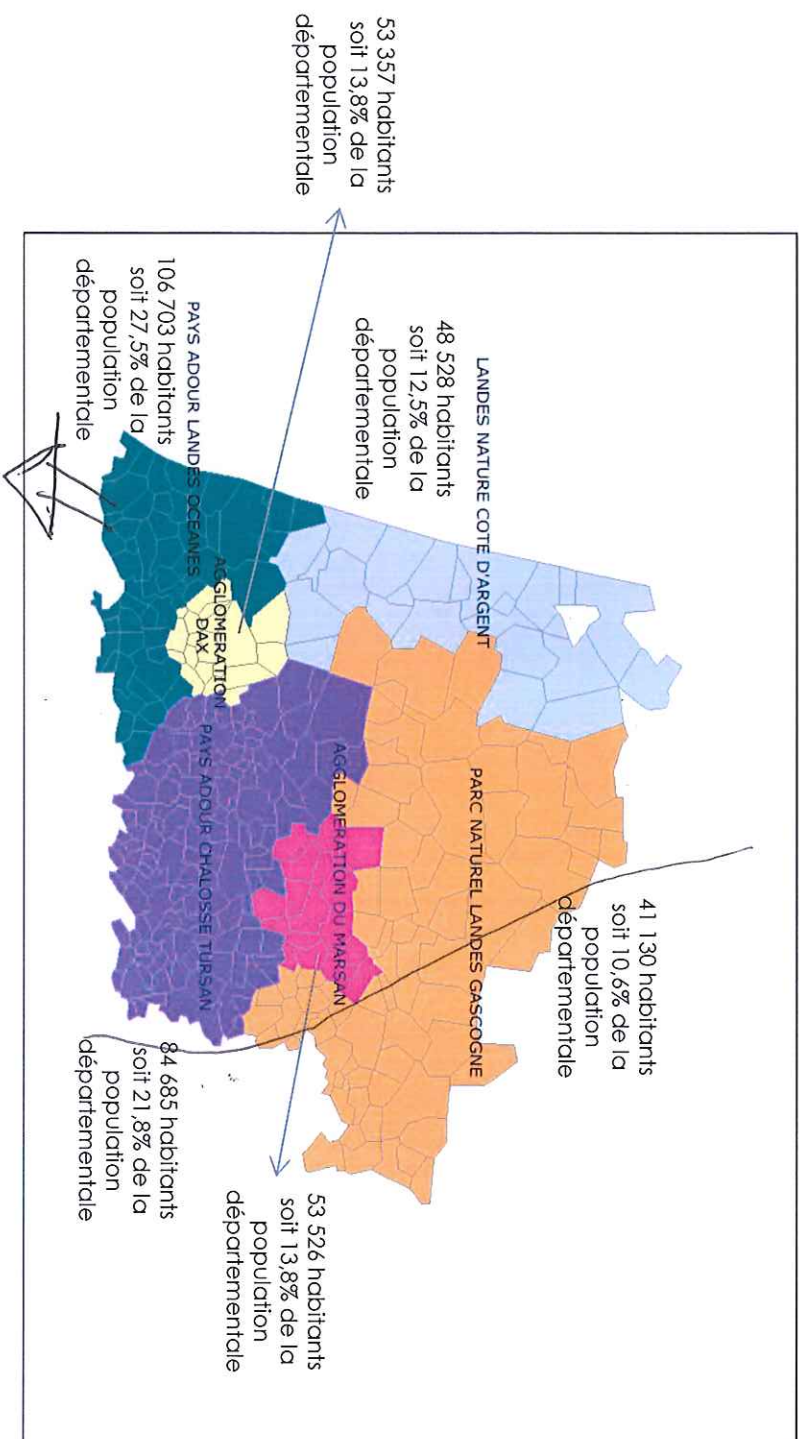 41 130 habitants
soit 10,6% de la
population
départementale
LANDES NATURE COTE D'ARGENT
PARC NATUREL LANDES GASCOGNE
48 528 habitants
soit 12,5% de la
population
départementale
53 357 habitants
soit 13,8% de la
population
départementale
AGGLOMERATION DU MARSAN
53 526 habitants
soit 13,8% de la
population
départementale
AGGLOMERATION
DAX
PAYS ADOUR LANDES OCEANES
PAYS ADOUR CHALOSSE TURSAN
106 703 habitants
soit 27,5% de la
population
départementale
84 685 habitants
soit 21,8% de la
population
départementale